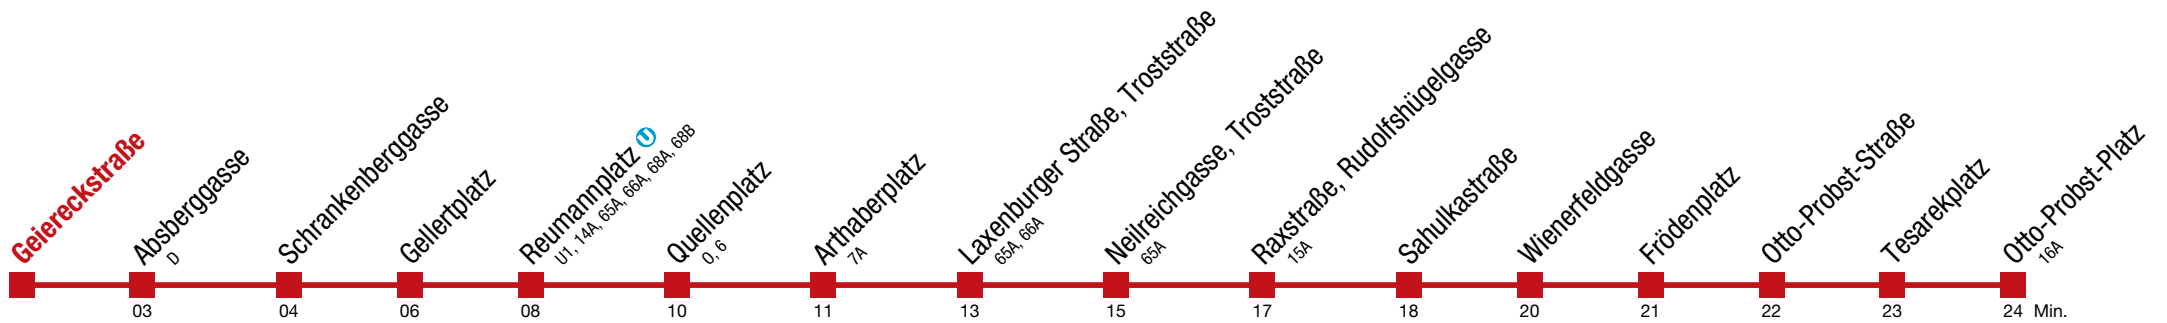 Geiereckstraße
Absberggasse
D
Schrankenberggasse
Gellertplatz
Reumannplatz U
U1, 14A, 65A, 66A, 68A, 68B
Quellenplatz
O, 6
Arthaberplatz
7A
Laxenburger Straße, Troststraße
65A, 66A
Neilreichgasse, Troststraße
65A
Raxstraße, Rudolfshügelgasse
15A
Sahulkastraße
Wienerfeldgasse
Frödenplatz
Otto-Probst-Straße
Tesarekplatz
Otto-Probst-Platz
16A
03 04 06 08 10 11 13 15 17 18 20 21 22 23 24 Min.